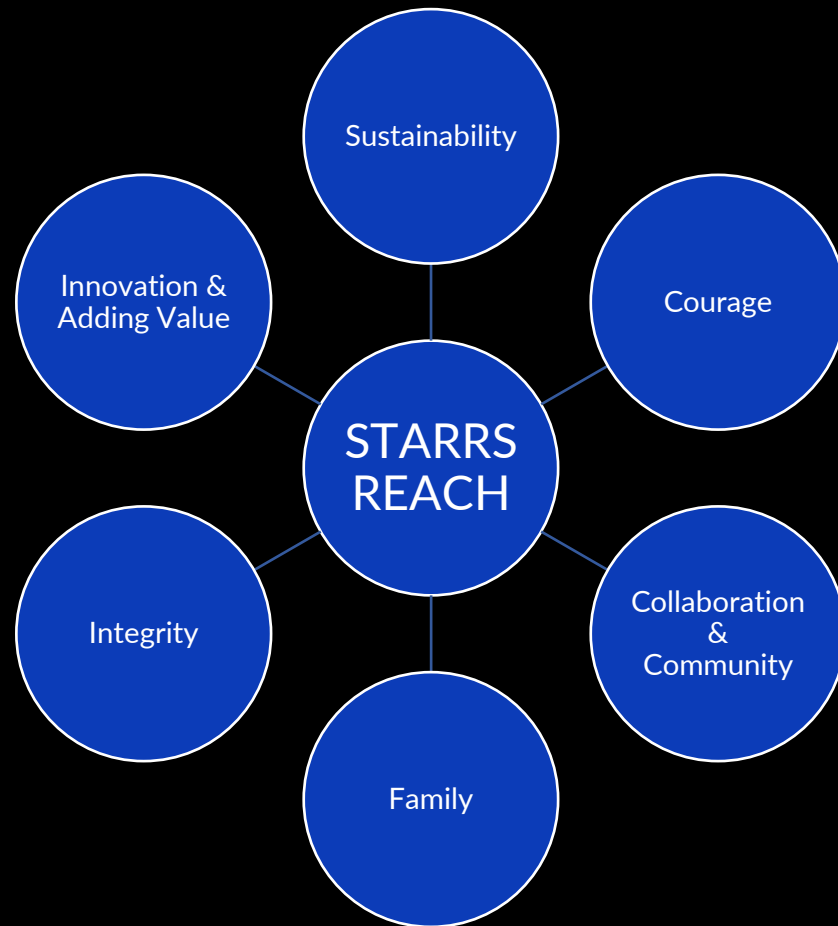 Sustainability
Innovation &
Adding Value
Courage
STARRS
REACH
Integrity
Collaboration
&
Community
Family